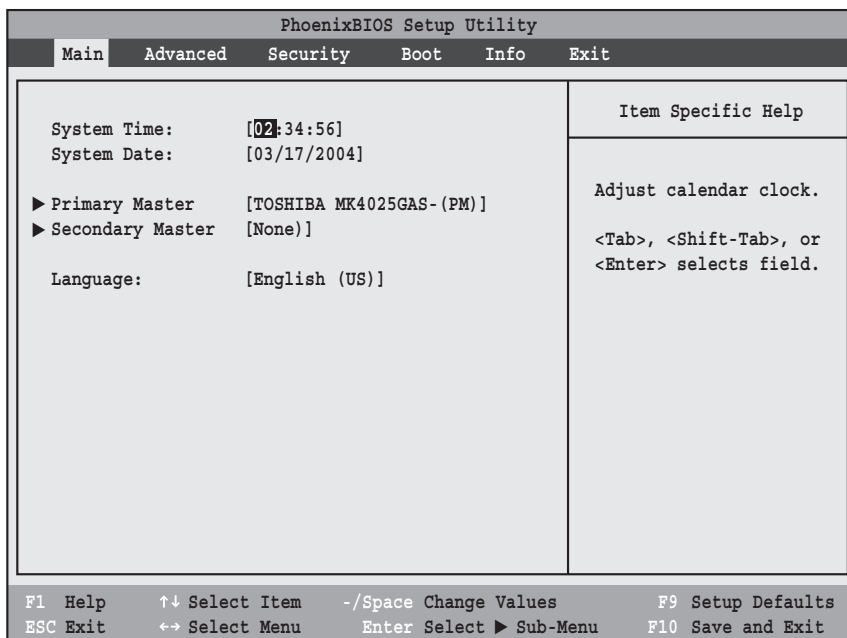 PhoenixBIOS Setup Utility
Main Advanced Security Boot Info Exit
System Time: [02:34:56]
System Date: [03/17/2004]
▶ Primary Master [TOSHIBA MK4025GAS-(PM)]
▶ Secondary Master [None)]
Language: [English (US)]
Item Specific Help
Adjust calendar clock.
<Tab>, <Shift-Tab>, or
<Enter> selects field.
F1 Help ↑↓ Select Item -/Space Change Values F9 Setup Defaults
ESC Exit ←→ Select Menu Enter Select ▶ Sub-Menu F10 Save and Exit